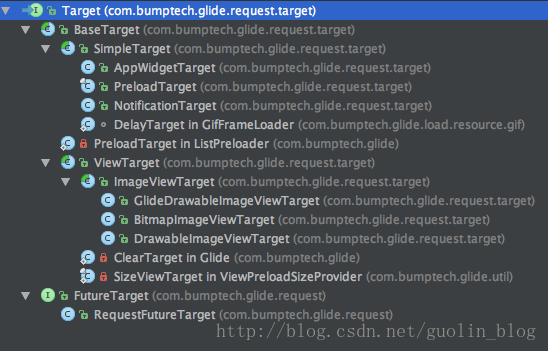 Target (com.bumptech.glide.request.target)
BaseTarget (com.bumptech.glide.request.target)
SimpleTarget (com.bumptech.glide.request.target)
AppWidgetTarget (com.bumptech.glide.request.target)
PreloadTarget (com.bumptech.glide.request.target)
NotificationTarget (com.bumptech.glide.request.target)
DelayTarget in GifFrameLoader (com.bumptech.glide.load.resource.gif)
PreloadTarget in ListPreloader (com.bumptech.glide)
ViewTarget (com.bumptech.glide.request.target)
ImageViewTarget (com.bumptech.glide.request.target)
GlideDrawableImageViewTarget (com.bumptech.glide.request.target)
BitmapImageViewTarget (com.bumptech.glide.request.target)
DrawableImageViewTarget (com.bumptech.glide.request.target)
ClearTarget in Glide (com.bumptech.glide)
SizeViewTarget in ViewPreloadSizeProvider (com.bumptech.glide.util)
FutureTarget (com.bumptech.glide.request)
RequestFutureTarget (com.bumptech.glide.request)
http://blog.csdn.net/guolin_blog